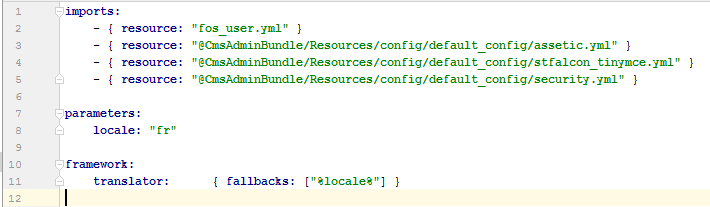 1 imports:
2     - { resource: "fos_user.yml" }
3     - { resource: "@CmsAdminBundle/Resources/config/default_config/assetic.yml" }
4     - { resource: "@CmsAdminBundle/Resources/config/default_config/stfalcon_tinymce.yml" }
5     - { resource: "@CmsAdminBundle/Resources/config/default_config/security.yml" }
6
7 parameters:
8     locale: "fr"
9
10 framework:
11     translator:      { fallbacks: ["%locale%"] }
12